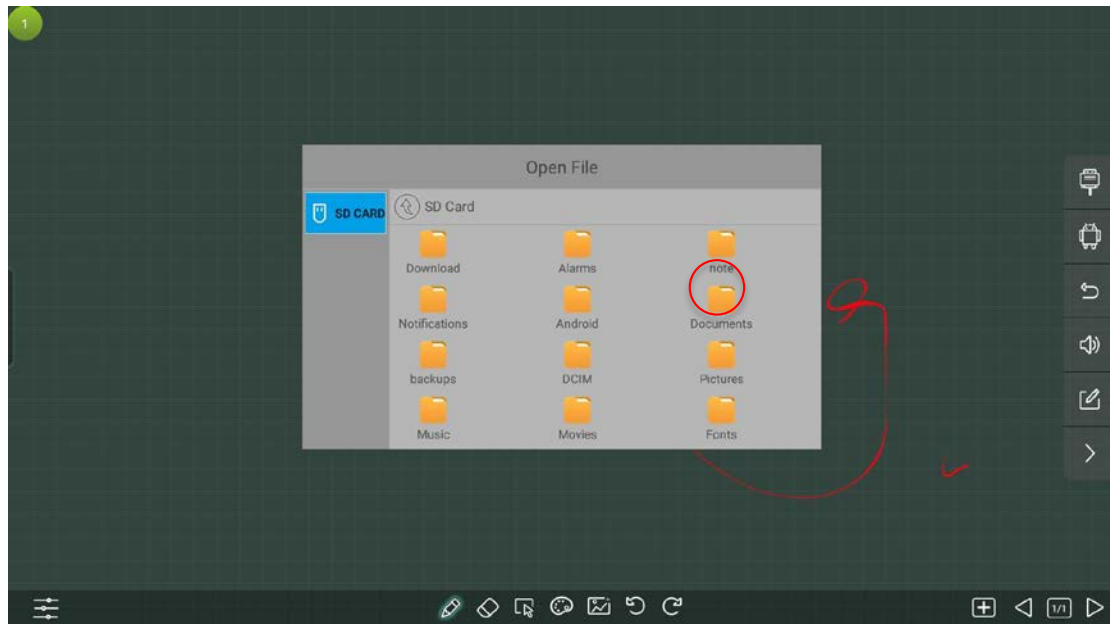 1
Open File
SD CARD
SD Card
Download Alarms note
Notifications Android Documents
backups DCIM Pictures
Music Movies Fonts
1/1